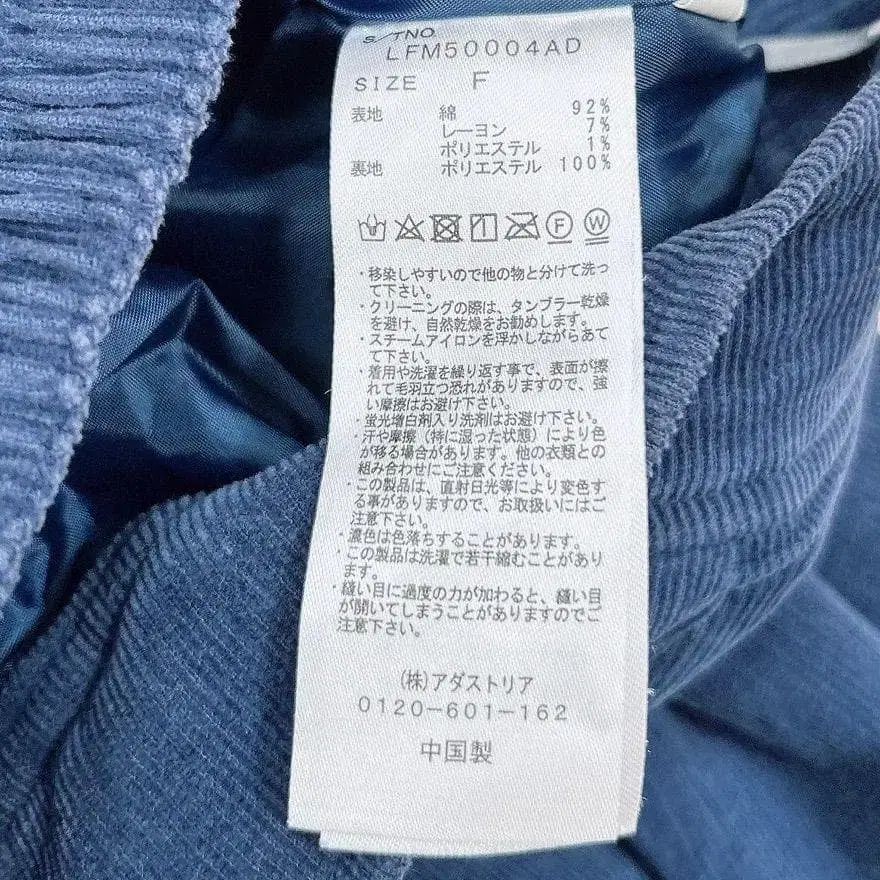 S/TNO
LFM50004AD
SIZE F
表地 綿 92%
レーヨン 7%
ポリエステル 1%
裏地 ポリエステル 100%
F W
・移染しやすいので他の物と分けて洗っ
て下さい。
・クリーニングの際は、タンブラー乾燥
を避け、自然乾燥をお勧めします。
・スチームアイロンを浮かしながらあて
て下さい。
・着用や洗濯を繰り返す事で、表面が擦
れて毛羽立つ恐れがありますので、強
い摩擦はお避け下さい。
・蛍光増白剤入り洗剤はお避け下さい。
・汗や摩擦（特に湿った状態）により色
が移る場合があります。他の衣類との
組み合わせにご注意ください。
・この製品は、直射日光等により変色す
る事がありますので、お取扱いにはご
注意下さい。
・濃色は色落ちすることがあります。
・この製品は洗濯で若干縮むことがあり
ます。
・縫い目に過度の力が加わると、縫い目
が開いてしまうことがありますのでご
注意下さい。
(株)アダストリア
0120-601-162
中国製